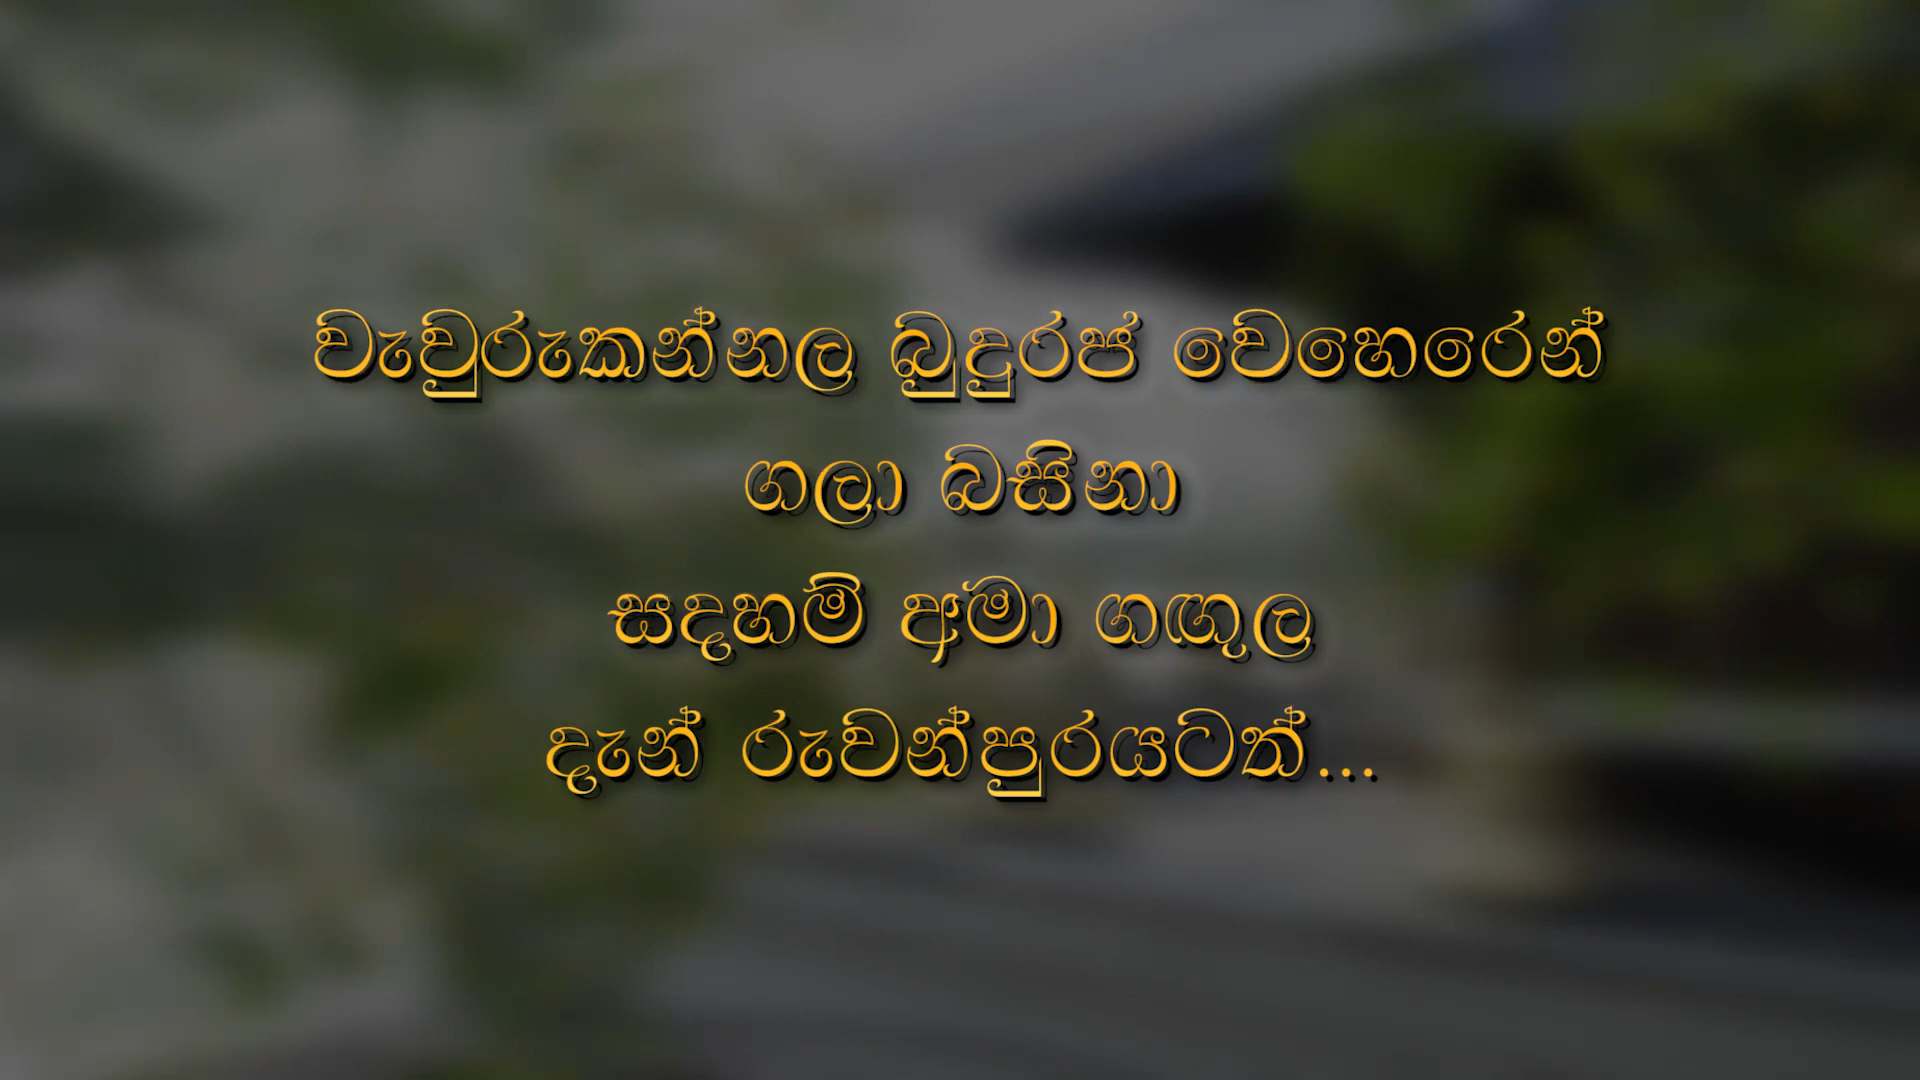 වැවුරුකන්නල බුදුරජ වෙහෙරෙන්
ගලා බසිනා
සදහම් අමා ගඟුල
දැන් රුවන්පුරයටත්...